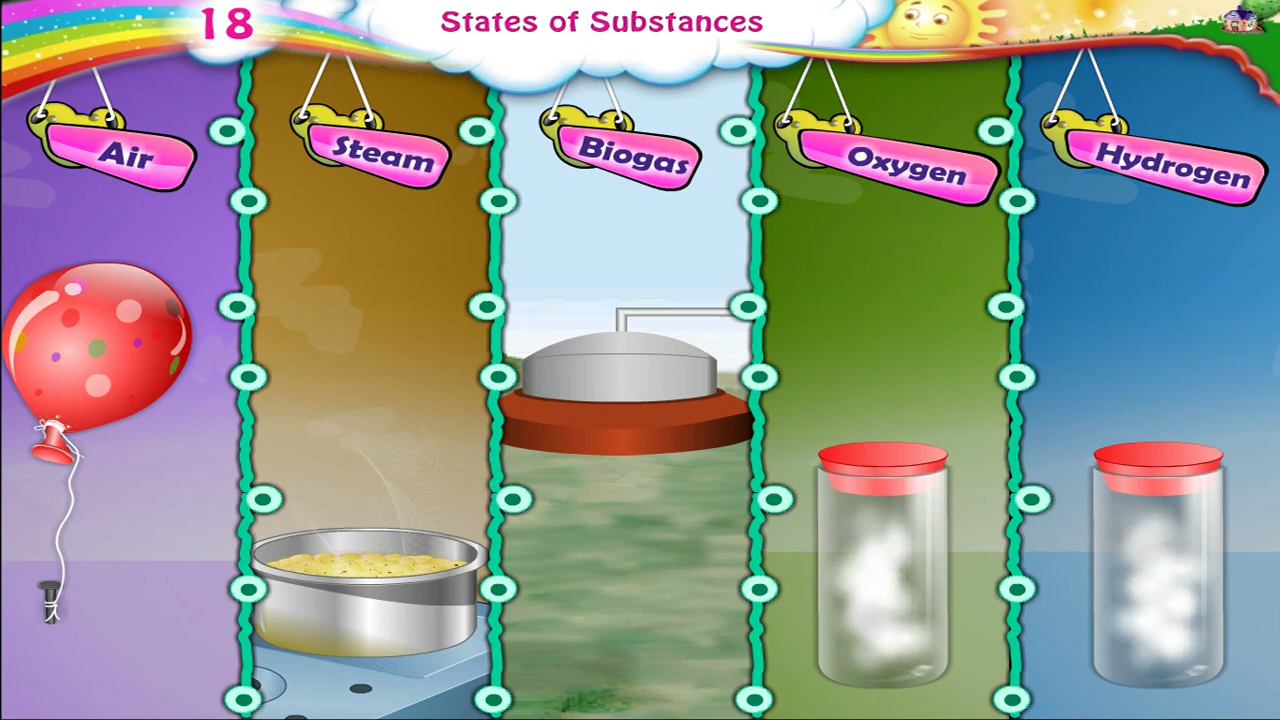 18
States of Substances
Air
Steam
Biogas
Oxygen
Hydrogen